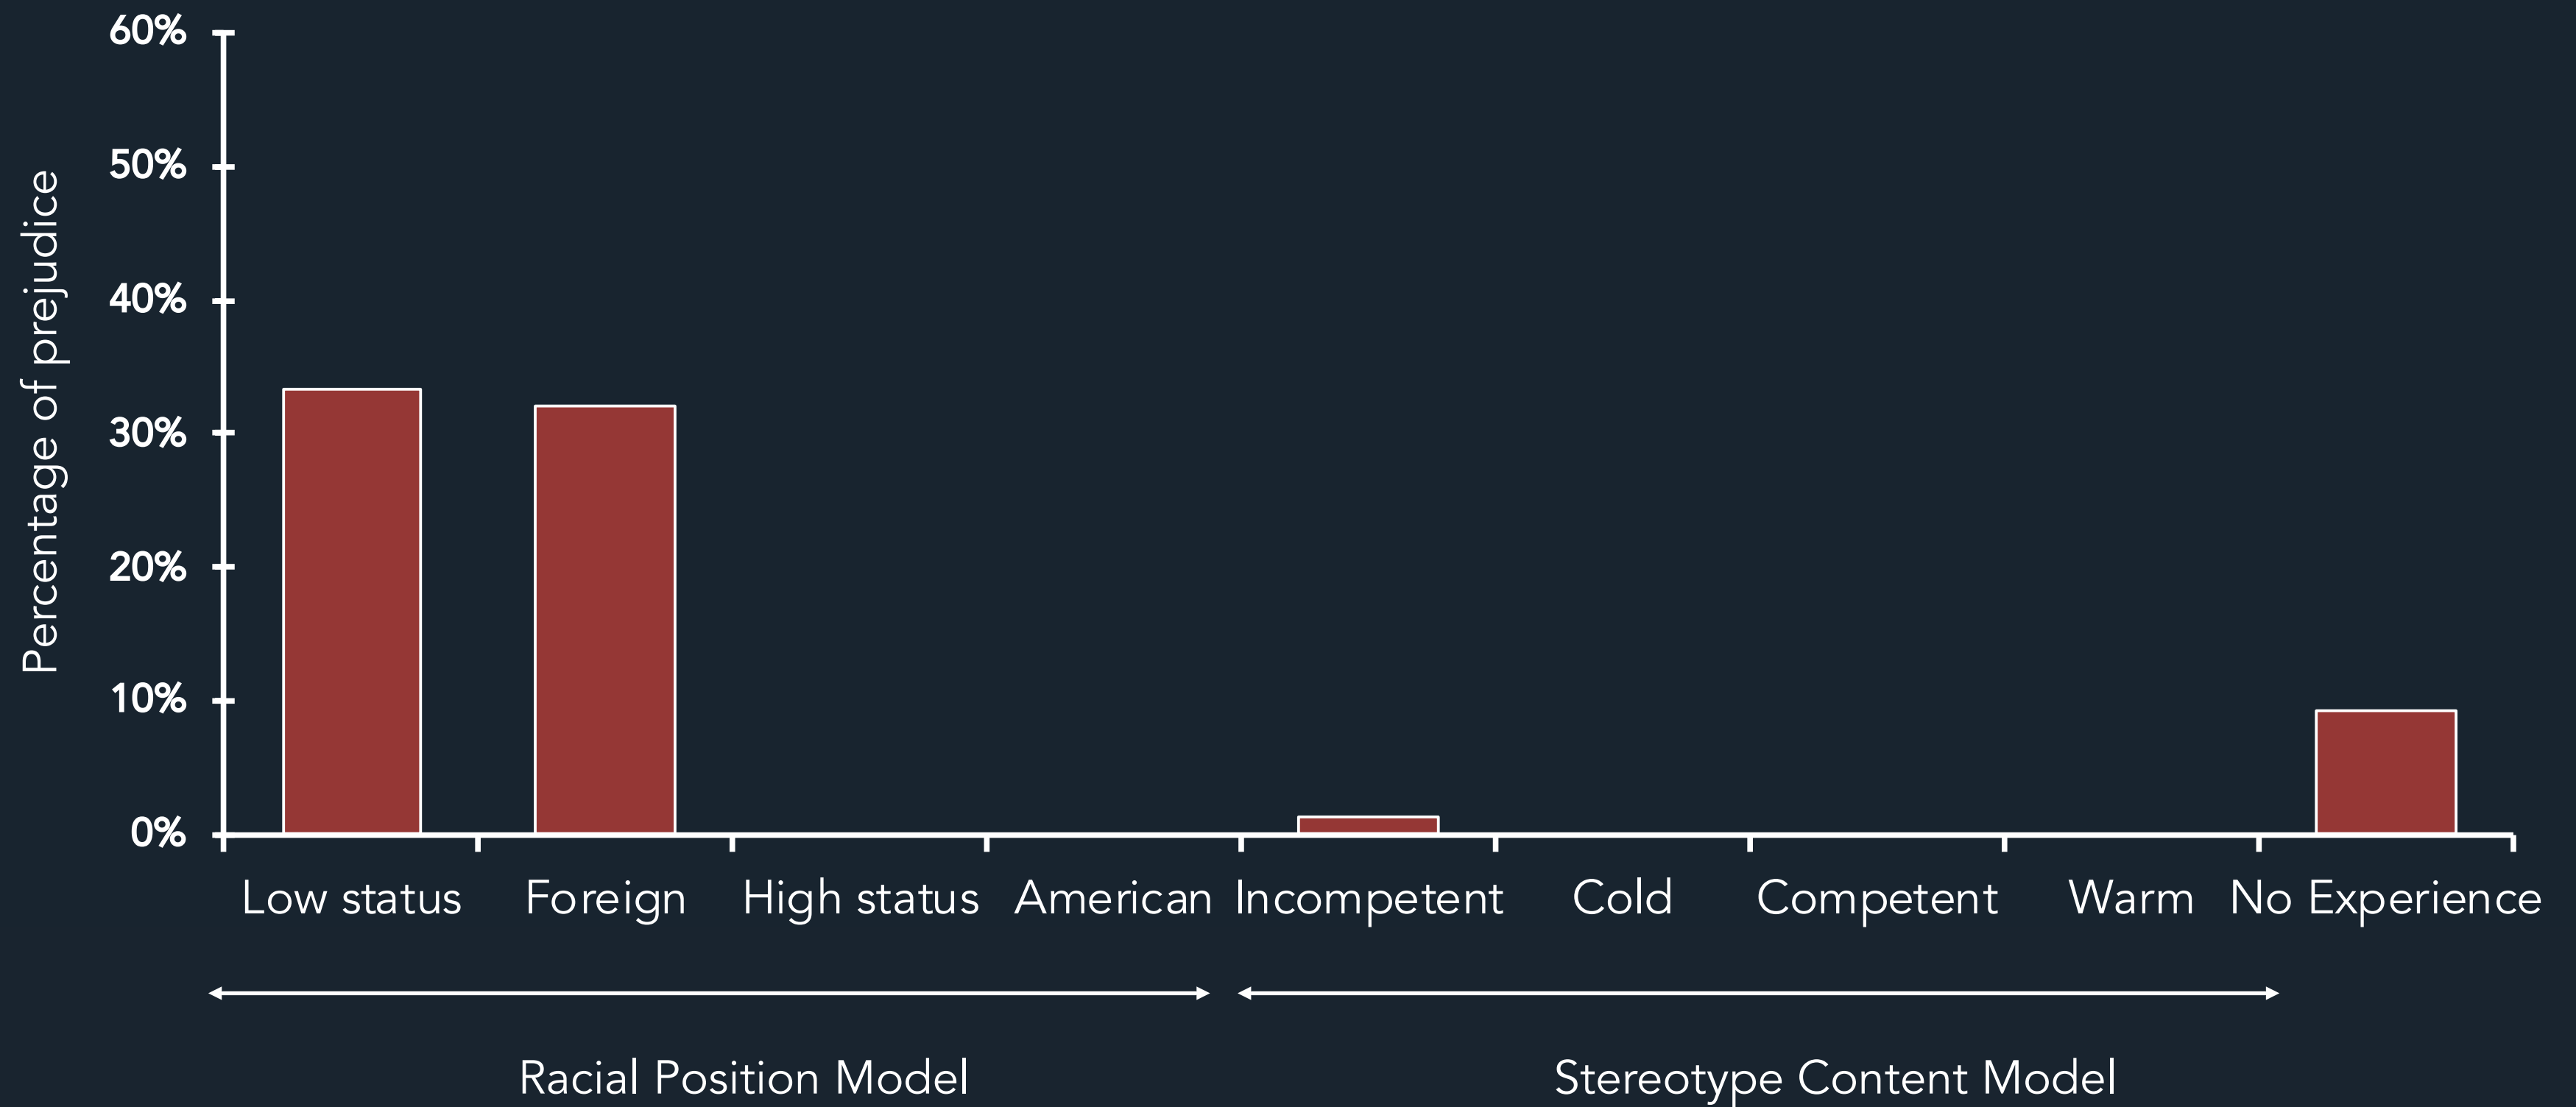 Percentage of prejudice
60%
50%
40%
30%
20%
10%
0%
Low status Foreign High status American Incompetent Cold Competent Warm No Experience
Racial Position Model Stereotype Content Model